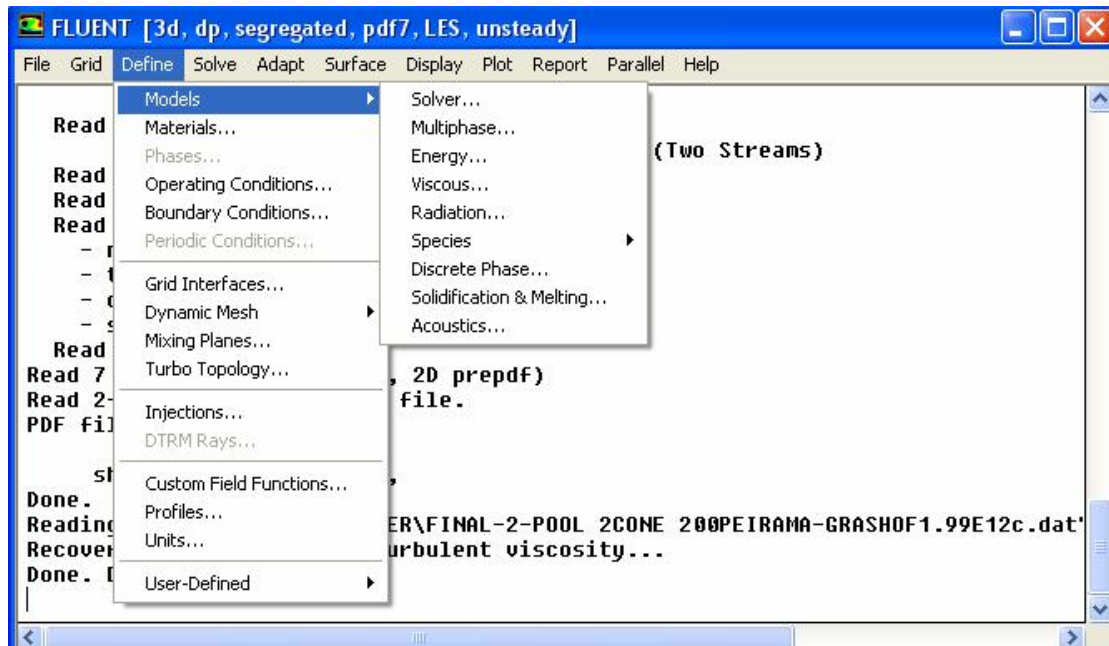 FLUENT [3d, dp, segregated, pdf7, LES, unsteady]
File Grid Define Solve Adapt Surface Display Plot Report Parallel Help
Models
Materials...
Phases...
Operating Conditions...
Boundary Conditions...
Periodic Conditions...
Grid Interfaces...
Dynamic Mesh
Mixing Planes...
Turbo Topology...
Injections...
DTRM Rays...
Custom Field Functions...
Profiles...
Units...
User-Defined
Solver...
Multiphase...
Energy...
Viscous...
Radiation...
Species
Discrete Phase...
Solidification & Melting...
Acoustics...
Read
(Two Streams)
Read
Read
Read
-
-
-
-
Read
Read 7 , 2D prepdf)
Read 2- file.
PDF
Done.
Reading ER\FINAL-2-POOL 2CONE 200PEIRAMA-GRASHOF1.99E12c.dat"
Recover urbulent viscosity...
Done.